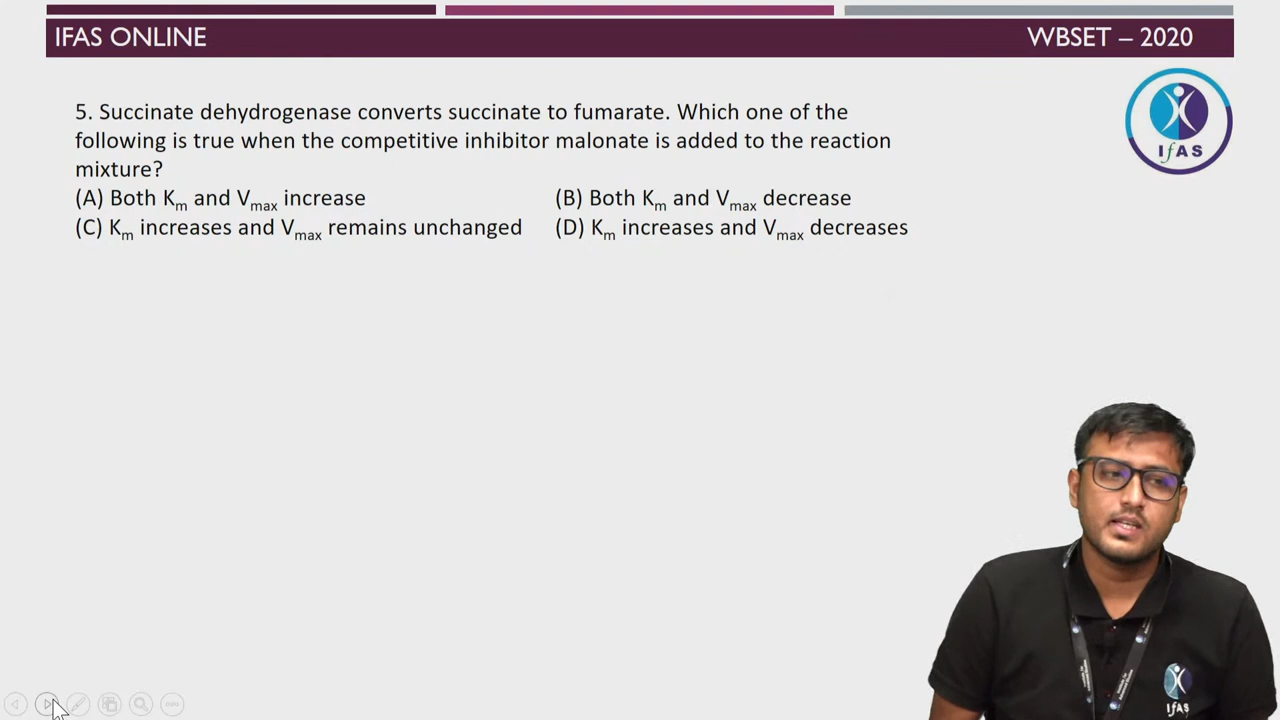 IFAS ONLINE
WBSET – 2020
IfAS
5. Succinate dehydrogenase converts succinate to fumarate. Which one of the
following is true when the competitive inhibitor malonate is added to the reaction
mixture?
(A) Both Km and Vmax increase (B) Both Km and Vmax decrease
(C) Km increases and Vmax remains unchanged (D) Km increases and Vmax decreases
IfAS